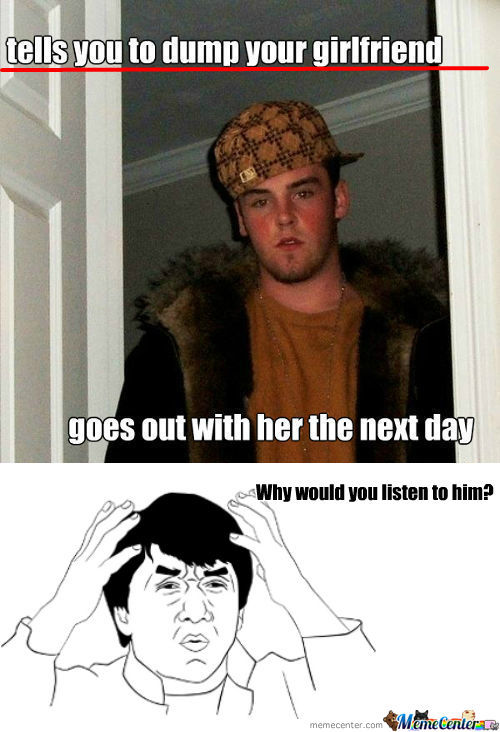 tells you to dump your girlfriend
goes out with her the next day
Why would you listen to him?
memecenter.com MemeCenter